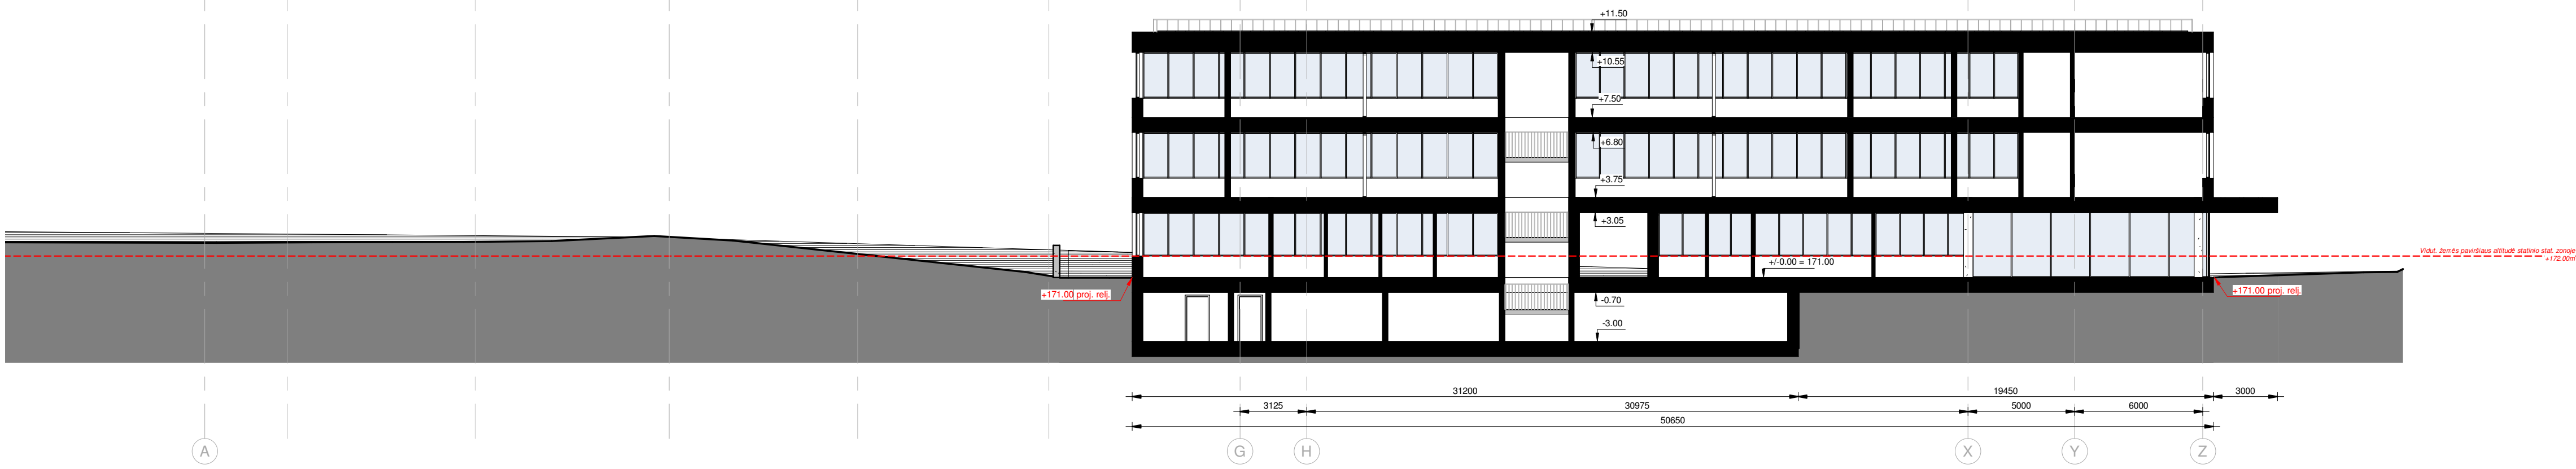 +11.50
+10.55
+7.50
+6.80
+3.75
+3.05
Vidut. žemės paviršiaus altitudė statinio stat. zonoje
+172.00m
+/-0.00 = 171.00
+171.00 proj. relj.
-0.70
+171.00 proj. relj.
-3.00
31200
19450
3000
3125
30975
5000
6000
50650
A
G
H
X
Y
Z